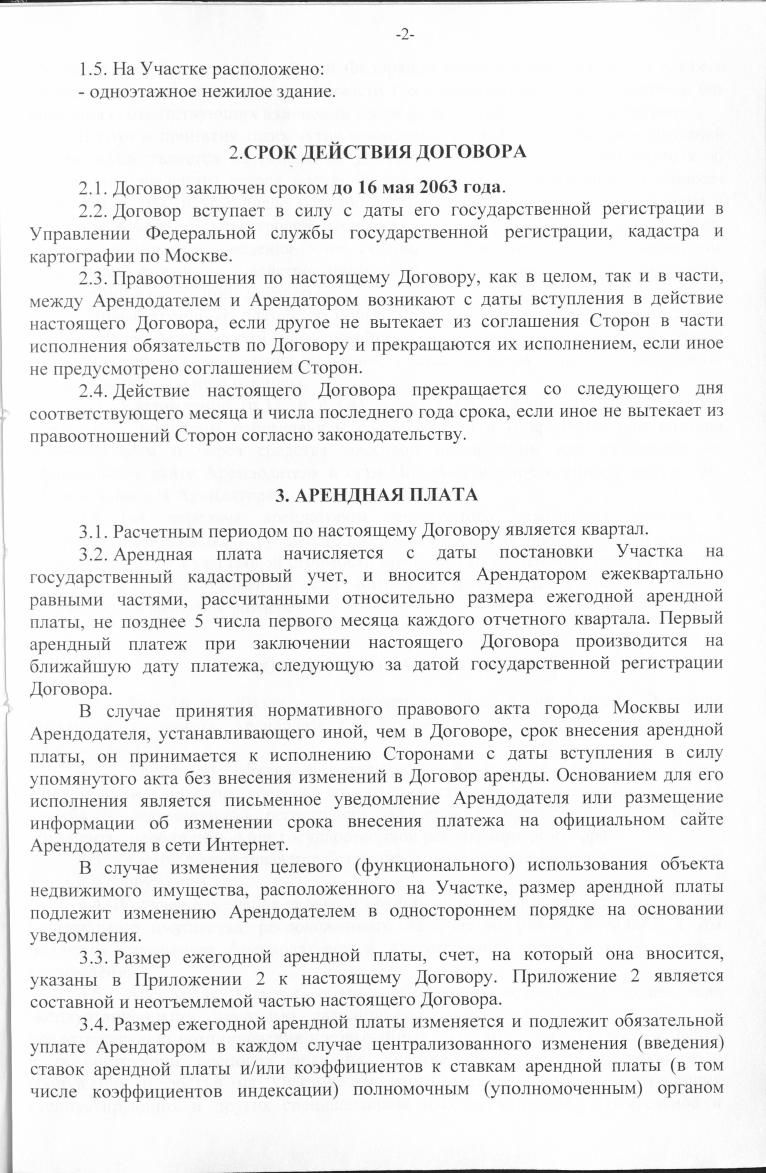 -2-
1.5. На Участке расположено:
- одноэтажное нежилое здание.
2.СРОК ДЕЙСТВИЯ ДОГОВОРА
2.1. Договор заключен сроком до 16 мая 2063 года.
2.2. Договор вступает в силу с даты его государственной регистрации в
Управлении Федеральной службы государственной регистрации, кадастра и
картографии по Москве.
2.3. Правоотношения по настоящему Договору, как в целом, так и в части,
между Арендодателем и Арендатором возникают с даты вступления в действие
настоящего Договора, если другое не вытекает из соглашения Сторон в части
исполнения обязательств по Договору и прекращаются их исполнением, если иное
не предусмотрено соглашением Сторон.
2.4. Действие настоящего Договора прекращается со следующего дня
соответствующего месяца и числа последнего года срока, если иное не вытекает из
правоотношений Сторон согласно законодательству.
3. АРЕНДНАЯ ПЛАТА
3.1. Расчетным периодом по настоящему Договору является квартал.
3.2. Арендная плата начисляется с даты постановки Участка на
государственный кадастровый учет, и вносится Арендатором ежеквартально
равными частями, рассчитанными относительно размера ежегодной арендной
платы, не позднее 5 числа первого месяца каждого отчетного квартала. Первый
арендный платеж при заключении настоящего Договора производится на
ближайшую дату платежа, следующую за датой государственной регистрации
Договора.
В случае принятия нормативного правового акта города Москвы или
Арендодателя, устанавливающего иной, чем в Договоре, срок внесения арендной
платы, он принимается к исполнению Сторонами с даты вступления в силу
упомянутого акта без внесения изменений в Договор аренды. Основанием для его
исполнения является письменное уведомление Арендодателя или размещение
информации об изменении срока внесения платежа на официальном сайте
Арендодателя в сети Интернет.
В случае изменения целевого (функционального) использования объекта
недвижимого имущества, расположенного на Участке, размер арендной платы
подлежит изменению Арендодателем в одностороннем порядке на основании
уведомления.
3.3. Размер ежегодной арендной платы, счет, на который она вносится,
указаны в Приложении 2 к настоящему Договору. Приложение 2 является
составной и неотъемлемой частью настоящего Договора.
3.4. Размер ежегодной арендной платы изменяется и подлежит обязательной
уплате Арендатором в каждом случае централизованного изменения (введения)
ставок арендной платы и/или коэффициентов к ставкам арендной платы (в том
числе коэффициентов индексации) полномочным (уполномоченным) органом